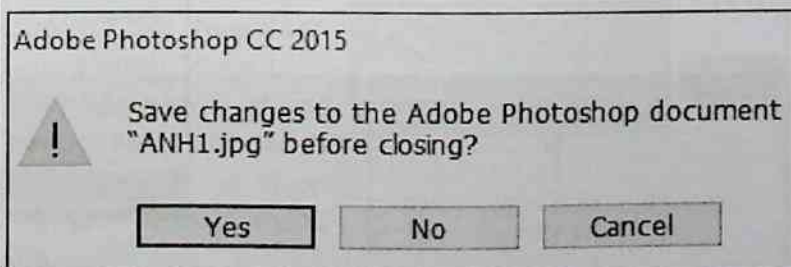 Adobe Photoshop CC 2015
!
Save changes to the Adobe Photoshop document
"ANH1.jpg" before closing?
Yes No Cancel